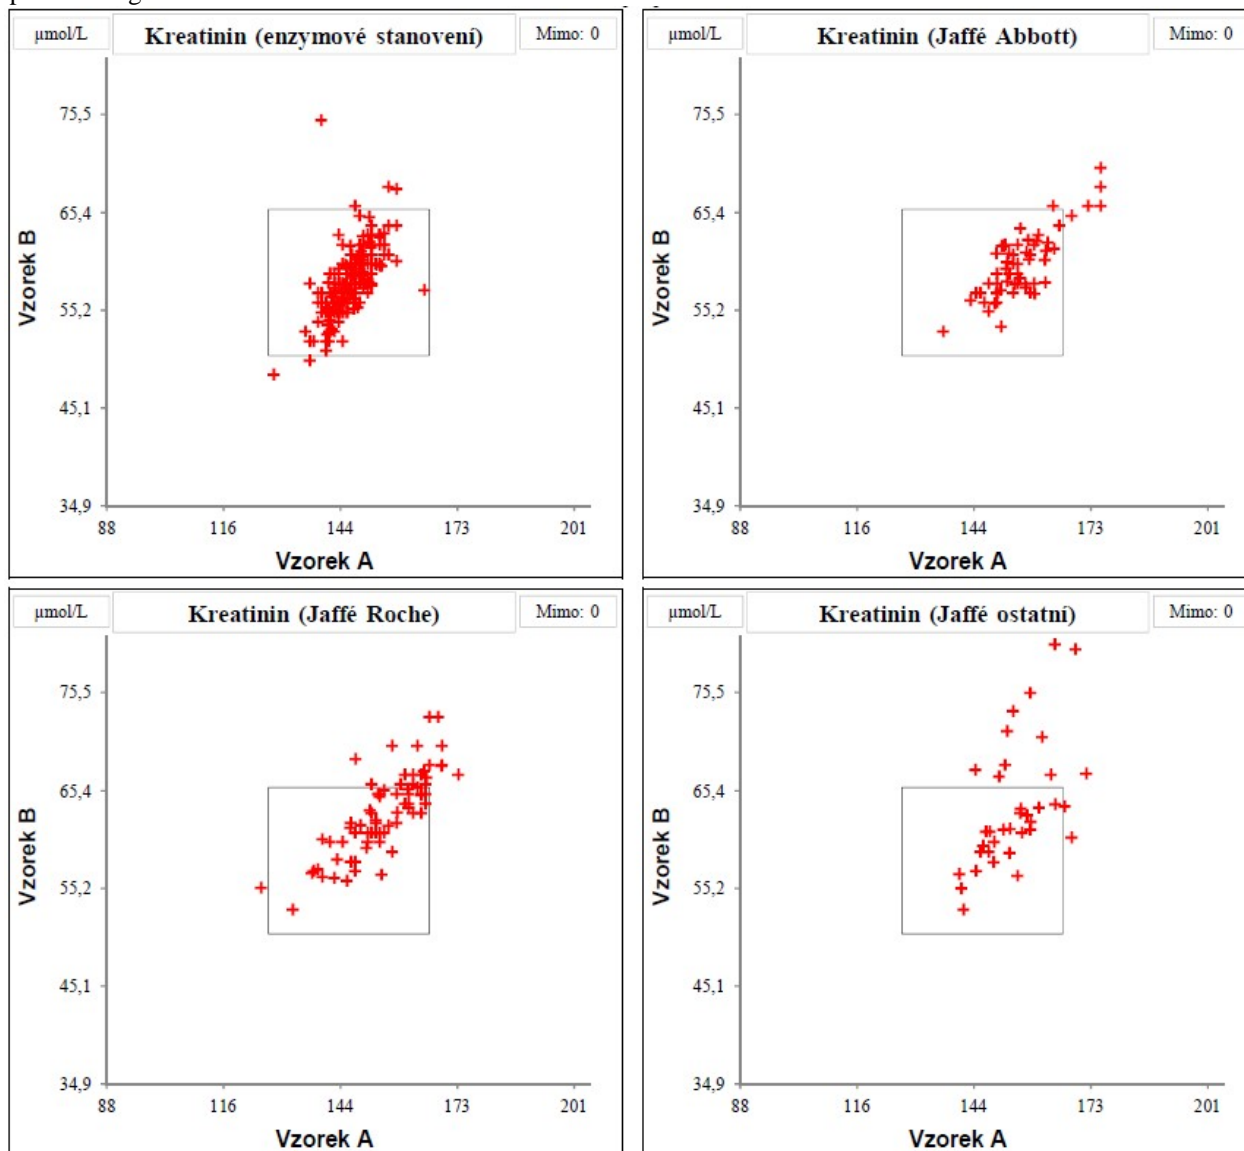 µmol/L Kreatinin (enzymové stanovení) Mimo: 0
75,5
65,4
55,2
45,1
34,9
Vzorek B
88 116 144 173 201
Vzorek A
µmol/L Kreatinin (Jaffé Abbott) Mimo: 0
75,5
65,4
55,2
45,1
34,9
Vzorek B
88 116 144 173 201
Vzorek A
µmol/L Kreatinin (Jaffé Roche) Mimo: 0
75,5
65,4
55,2
45,1
34,9
Vzorek B
88 116 144 173 201
Vzorek A
µmol/L Kreatinin (Jaffé ostatní) Mimo: 0
75,5
65,4
55,2
45,1
34,9
Vzorek B
88 116 144 173 201
Vzorek A